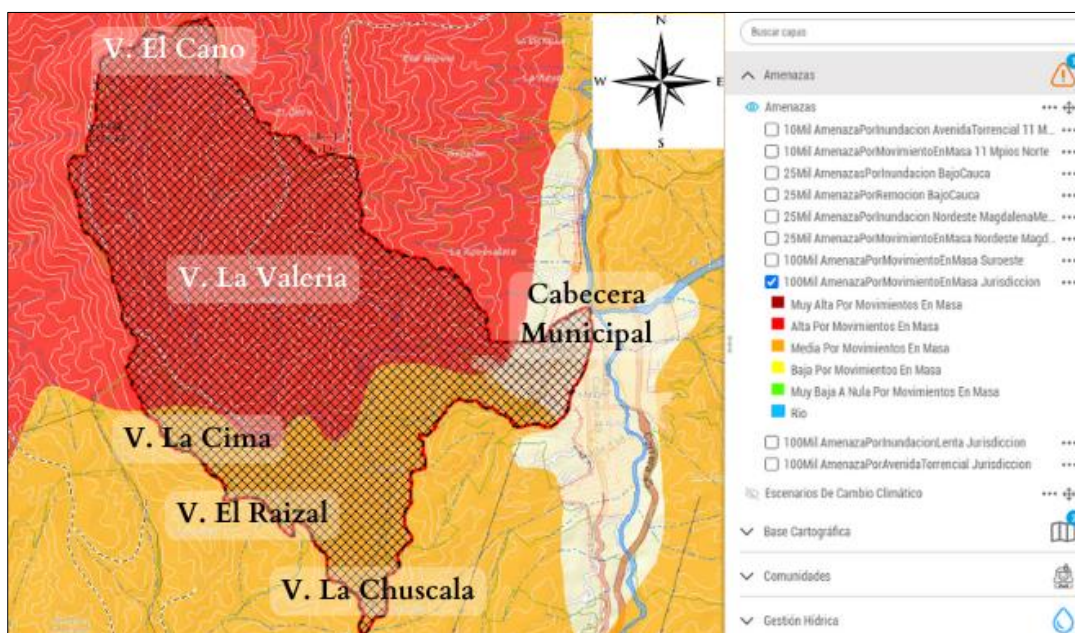 V. El Cano
V. La Valeria
Cabecera
Municipal
V. La Cima
V. El Raizal
V. La Chuscala
N
W
E
S
Buscar capas
Amenazas
Amenazas
10Mil AmenazaPorInundacion AvenidaTorrencial 11 M...
10Mil AmenazaPorMovimientoEnMasa 11 Mpios Norte
25Mil AmenazasPorInundacion BajoCauca
25Mil AmenazaPorRemocion BajoCauca
25Mil AmenazaPorInundacion Nordeste MagdalenaMe...
25Mil AmenazaPorMovimientoEnMasa Nordeste Magd...
100Mil AmenazaPorMovimientoEnMasa Suroeste
100Mil AmenazaPorMovimientoEnMasa Jurisdiccion
Muy Alta Por Movimientos En Masa
Alta Por Movimientos En Masa
Media Por Movimientos En Masa
Baja Por Movimientos En Masa
Muy Baja A Nula Por Movimientos En Masa
Rio
100Mil AmenazaPorInundacionLenta Jurisdiccion
100Mil AmenazaPorAvenidaTorrencial Jurisdiccion
Escenarios De Cambio Climático
Base Cartográfica
Comunidades
Gestión Hídrica